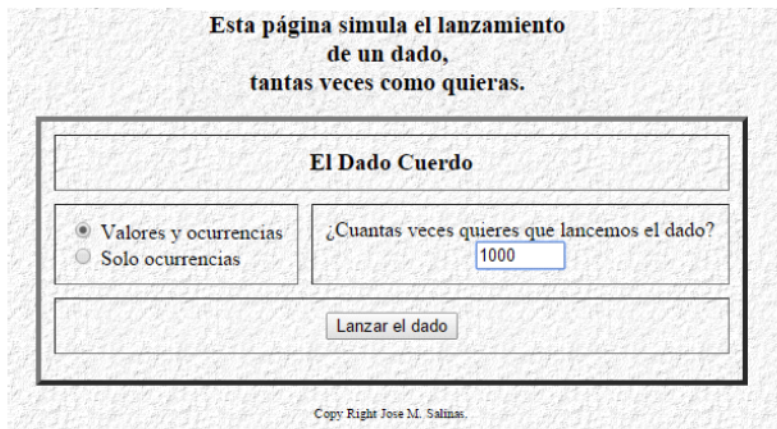 Esta página simula el lanzamiento
de un dado,
tantas veces como quieras.
El Dado Cuerdo
Valores y ocurrencias
Solo ocurrencias
¿Cuantas veces quieres que lancemos el dado?
1000
Lanzar el dado
Copy Right Jose M. Salinas.